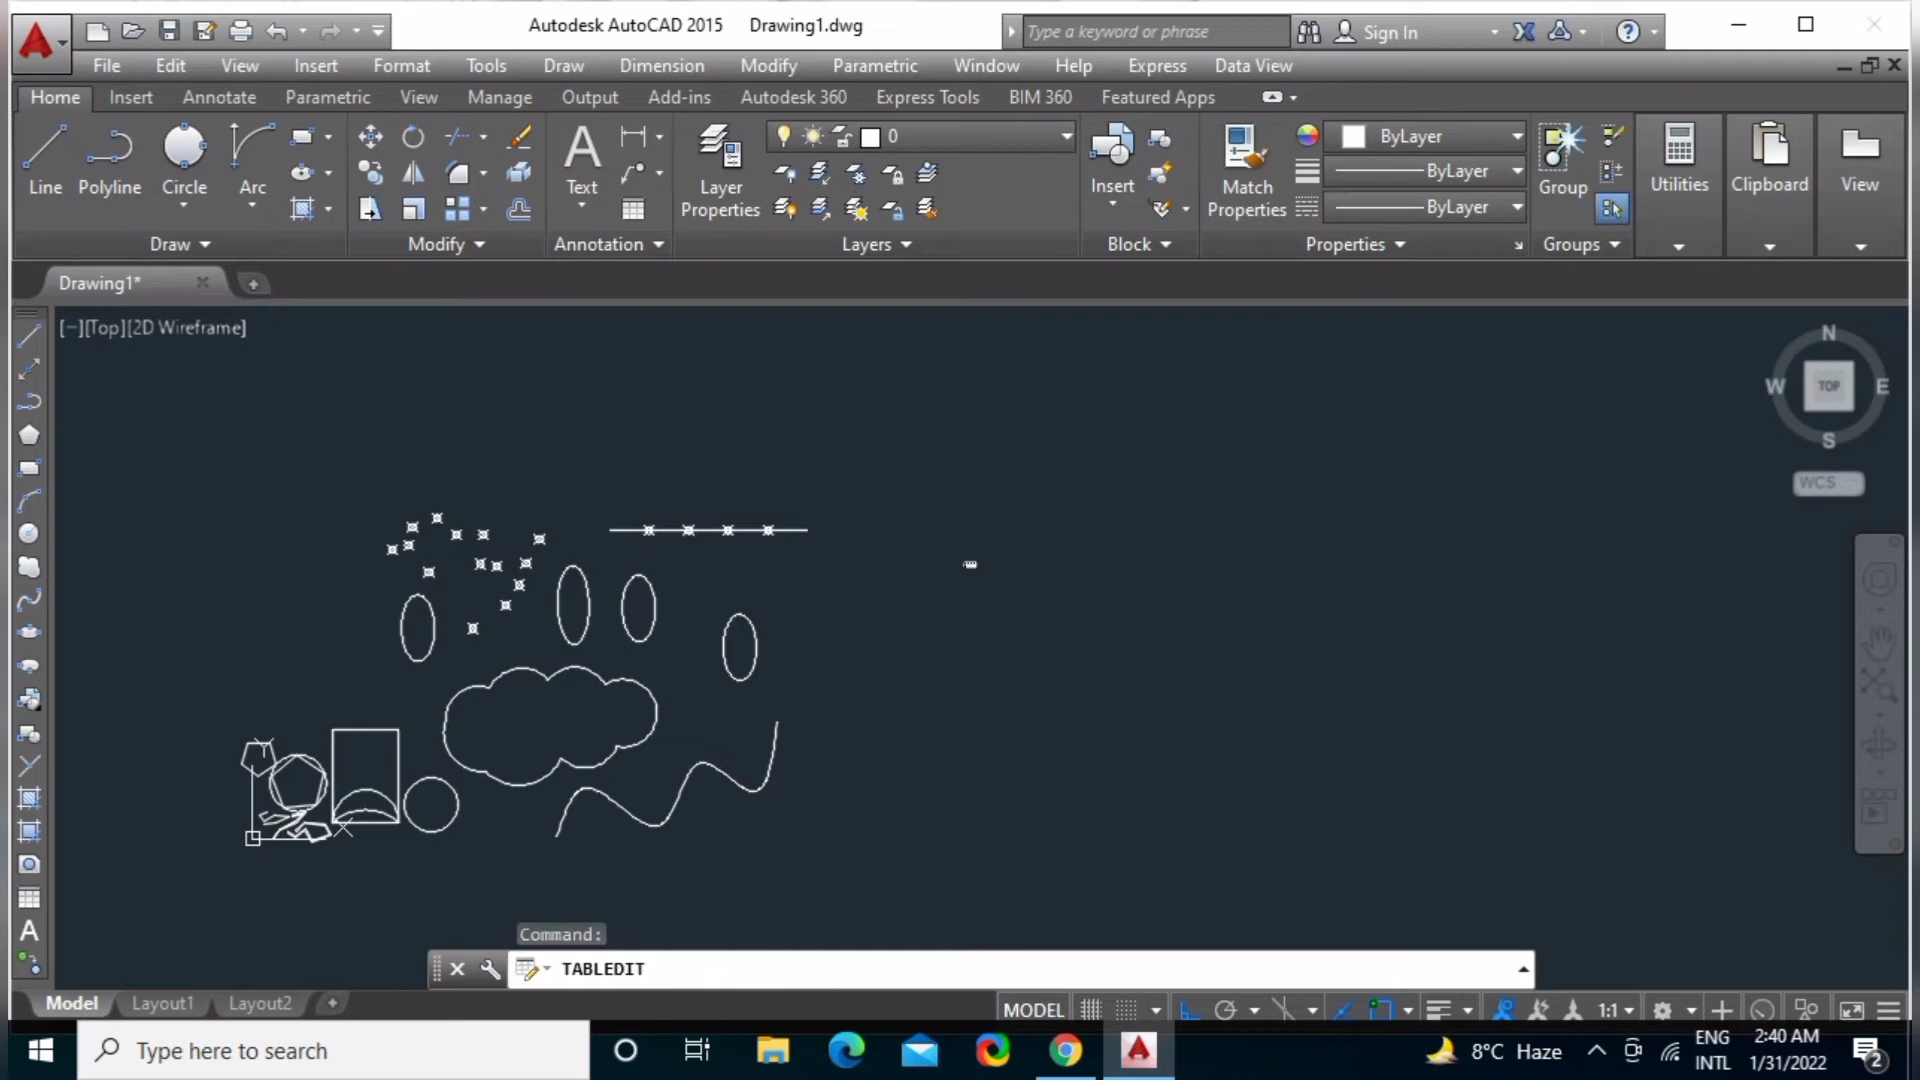 Autodesk AutoCAD 2015 Drawing1.dwg
Type a keyword or phrase
Sign In
File Edit View Insert Format Tools Draw Dimension Modify Parametric Window Help Express Data View
Home Insert Annotate Parametric View Manage Output Add-ins Autodesk 360 Express Tools BIM 360 Featured Apps
0
ByLayer
ByLayer
ByLayer
Line Polyline Circle Arc
Text
Layer Properties
Insert
Match Properties
Group
Utilities
Clipboard
View
Draw Modify Annotation Layers Block Properties Groups
Drawing1*
[−][Top][2D Wireframe]
N
W TOP E
S
WCS
Y
X
A
Command:
TABLEDIT
Model Layout1 Layout2
MODEL 1:1
Type here to search
8°C Haze
ENG
INTL
2:40 AM
1/31/2022
2